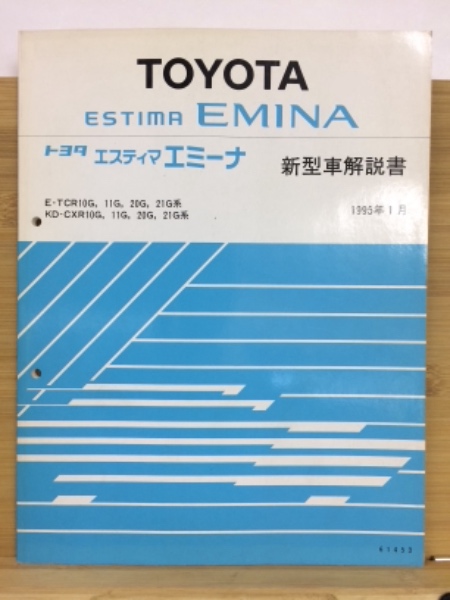 TOYOTA
ESTIMA EMINA
トヨタ エスティマ エミーナ 新型車解説書
E-TCR10G, 11G, 20G, 21G系
KD-CXR10G, 11G, 20G, 21G系
1995年1月